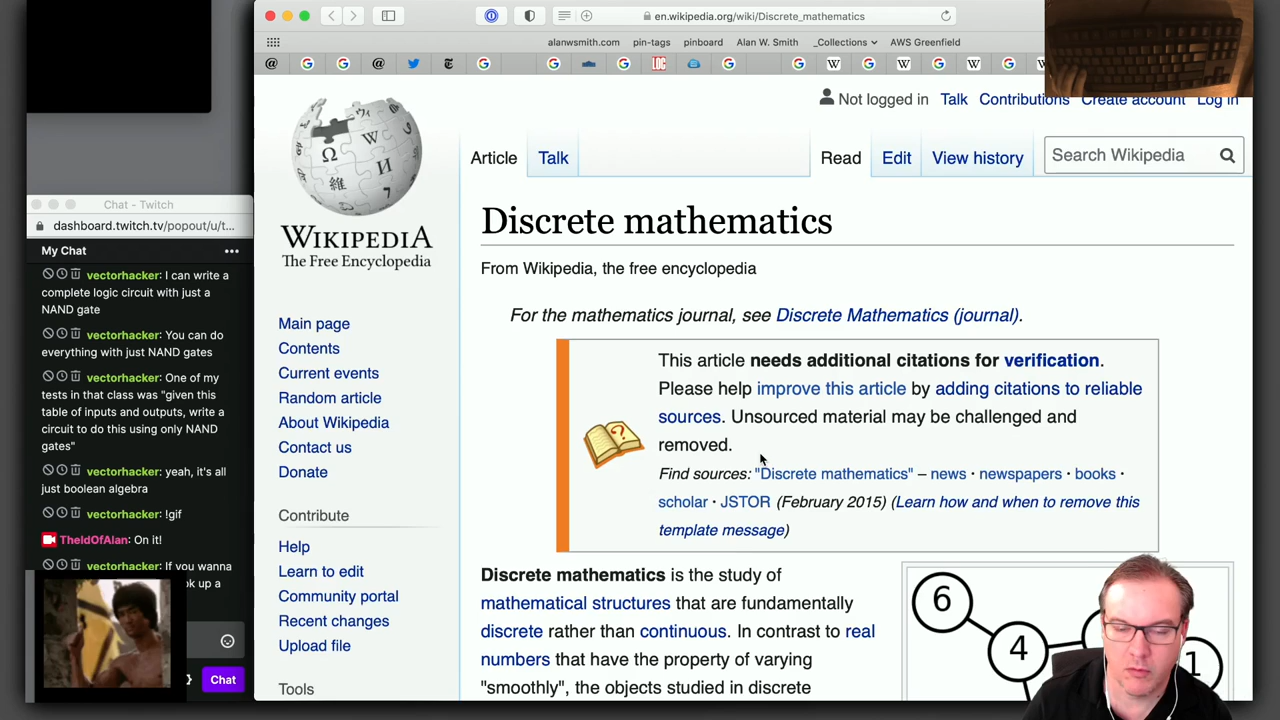 en.wikipedia.org/wiki/Discrete_mathematics
alanwsmith.com pin-tags pinboard Alan W. Smith _Collections AWS Greenfield
Not logged in Talk Contributions Create account Log in
Article Talk Read Edit View history Search Wikipedia
WIKIPEDIA
The Free Encyclopedia
Main page
Contents
Current events
Random article
About Wikipedia
Contact us
Donate
Contribute
Help
Learn to edit
Community portal
Recent changes
Upload file
Tools
Discrete mathematics
From Wikipedia, the free encyclopedia
For the mathematics journal, see Discrete Mathematics (journal).
This article needs additional citations for verification.
Please help improve this article by adding citations to reliable
sources. Unsourced material may be challenged and
removed.
Find sources: "Discrete mathematics" – news · newspapers · books ·
scholar · JSTOR (February 2015) (Learn how and when to remove this
template message)
Discrete mathematics is the study of
mathematical structures that are fundamentally
discrete rather than continuous. In contrast to real
numbers that have the property of varying
"smoothly", the objects studied in discrete
6
4
1
Chat - Twitch
dashboard.twitch.tv/popout/u/t...
My Chat
vectorhacker: I can write a
complete logic circuit with just a
NAND gate
vectorhacker: You can do
everything with just NAND gates
vectorhacker: One of my
tests in that class was "given this
table of inputs and outputs, write a
circuit to do this using only NAND
gates"
vectorhacker: yeah, it's all
just boolean algebra
vectorhacker: !gif
TheIdOfAlan: On it!
vectorhacker: If you wanna
up a
Chat